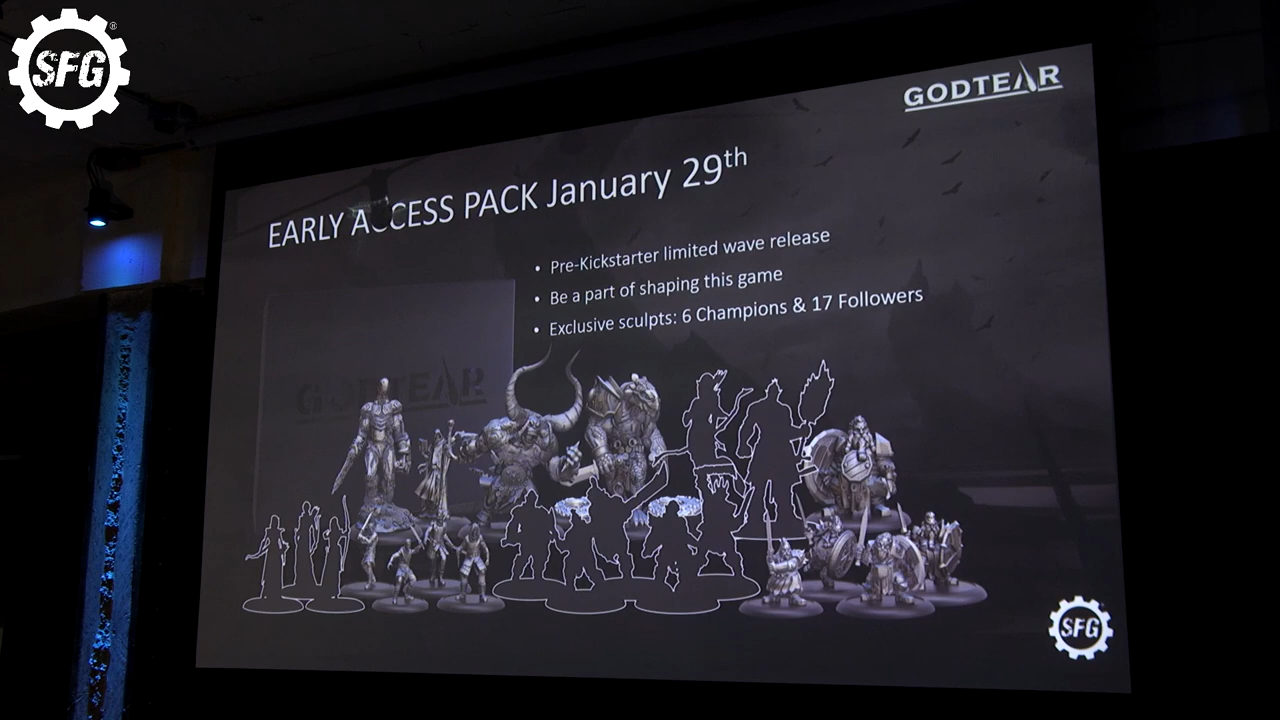 SFG®
GODTEAR
EARLY ACCESS PACK January 29th
• Pre-Kickstarter limited wave release
• Be a part of shaping this game
• Exclusive sculpts: 6 Champions & 17 Followers
GODTEAR
SFG